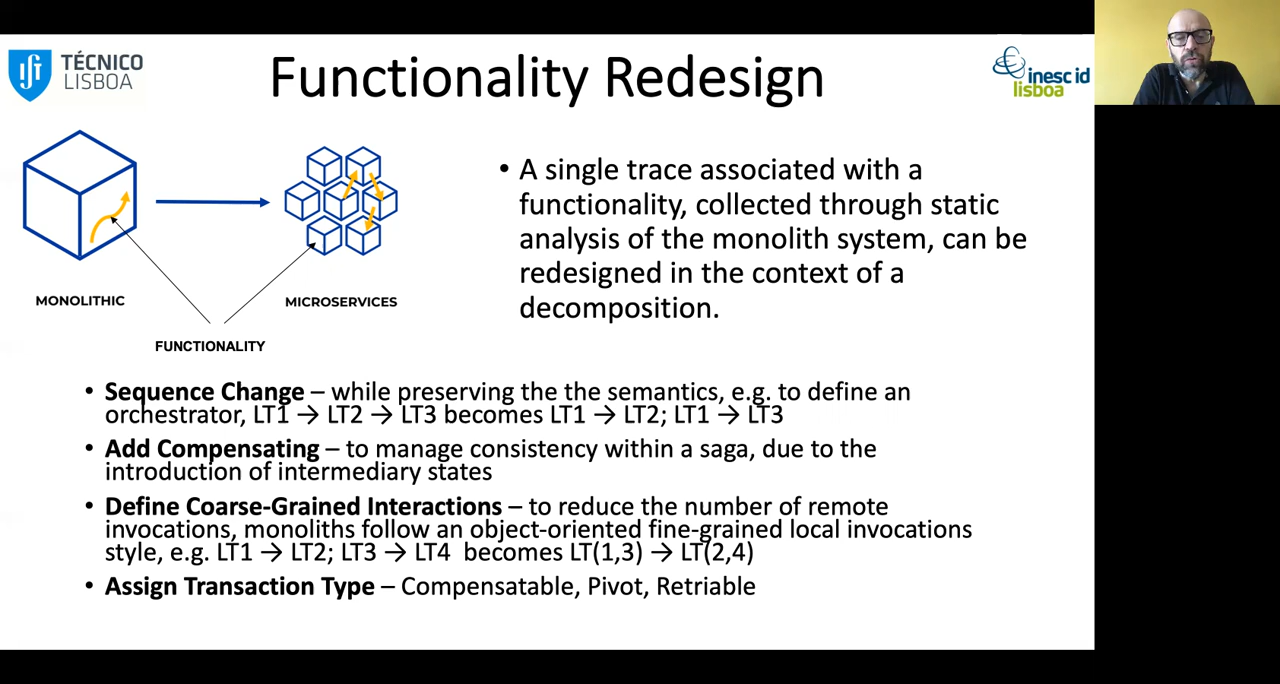 TÉCNICO
LISBOA
Functionality Redesign
inesc id
lisboa
MONOLITHIC
MICROSERVICES
FUNCTIONALITY
• A single trace associated with a
functionality, collected through static
analysis of the monolith system, can be
redesigned in the context of a
decomposition.
• Sequence Change – while preserving the the semantics, e.g. to define an
orchestrator, LT1 → LT2 → LT3 becomes LT1 → LT2; LT1 → LT3
• Add Compensating – to manage consistency within a saga, due to the
introduction of intermediary states
• Define Coarse-Grained Interactions – to reduce the number of remote
invocations, monoliths follow an object-oriented fine-grained local invocations
style, e.g. LT1 → LT2; LT3 → LT4 becomes LT(1,3) → LT(2,4)
• Assign Transaction Type – Compensatable, Pivot, Retriable